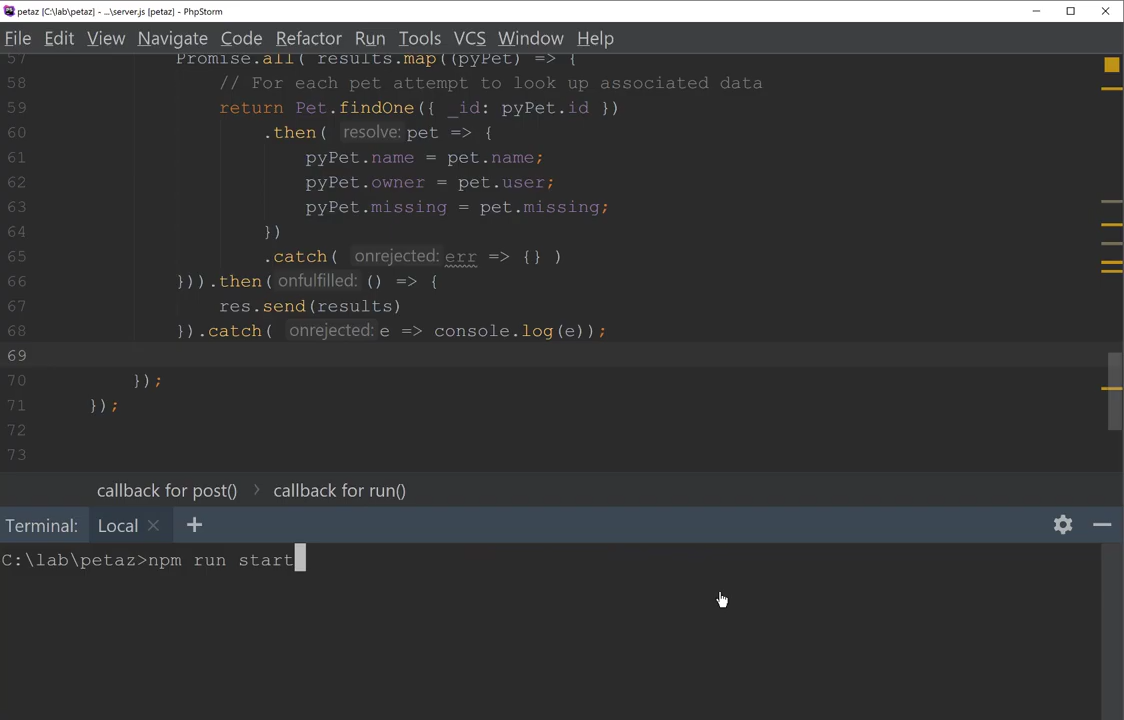 petaz [C:\lab\petaz] - ...\server.js [petaz] - PhpStorm
File Edit View Navigate Code Refactor Run Tools VCS Window Help
57 Promise.all( results.map((pyPet) => {
58 // For each pet attempt to look up associated data
59 return Pet.findOne({ _id: pyPet.id })
60 .then( resolve: pet => {
61 pyPet.name = pet.name;
62 pyPet.owner = pet.user;
63 pyPet.missing = pet.missing;
64 })
65 .catch( onrejected: err => {} )
66 })).then( onfulfilled: () => {
67 res.send(results)
68 }).catch( onrejected: e => console.log(e));
69
70 });
71 });
72
73
callback for post() > callback for run()
Terminal: Local × +
C:\lab\petaz>npm run start